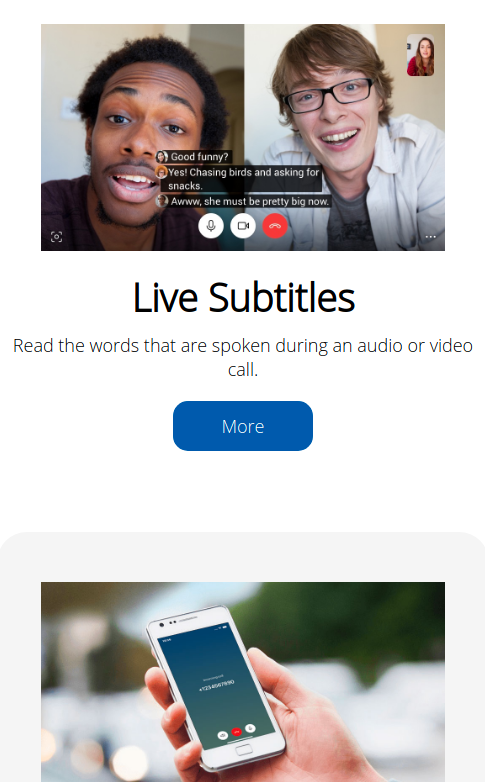 Good funny?
Yes! Chasing birds and asking for
snacks.
Awww, she must be pretty big now.
Live Subtitles
Read the words that are spoken during an audio or video
call.
More
+1234567890